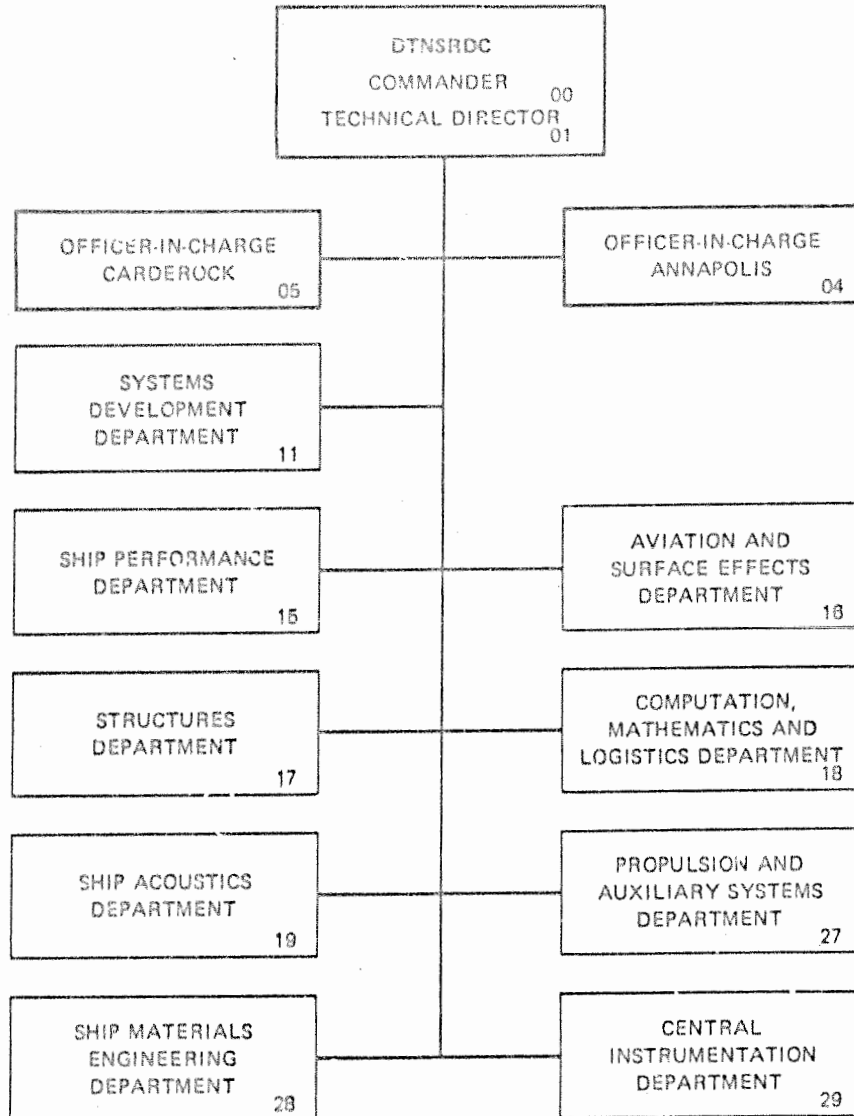 DTNSRDC
COMMANDER
00
TECHNICAL DIRECTOR
01
OFFICER-IN-CHARGE
CARDEROCK
05
OFFICER-IN-CHARGE
ANNAPOLIS
04
SYSTEMS
DEVELOPMENT
DEPARTMENT
11
SHIP PERFORMANCE
DEPARTMENT
15
AVIATION AND
SURFACE EFFECTS
DEPARTMENT
16
STRUCTURES
DEPARTMENT
17
COMPUTATION,
MATHEMATICS AND
LOGISTICS DEPARTMENT
18
SHIP ACOUSTICS
DEPARTMENT
19
PROPULSION AND
AUXILIARY SYSTEMS
DEPARTMENT
27
SHIP MATERIALS
ENGINEERING
DEPARTMENT
28
CENTRAL
INSTRUMENTATION
DEPARTMENT
29